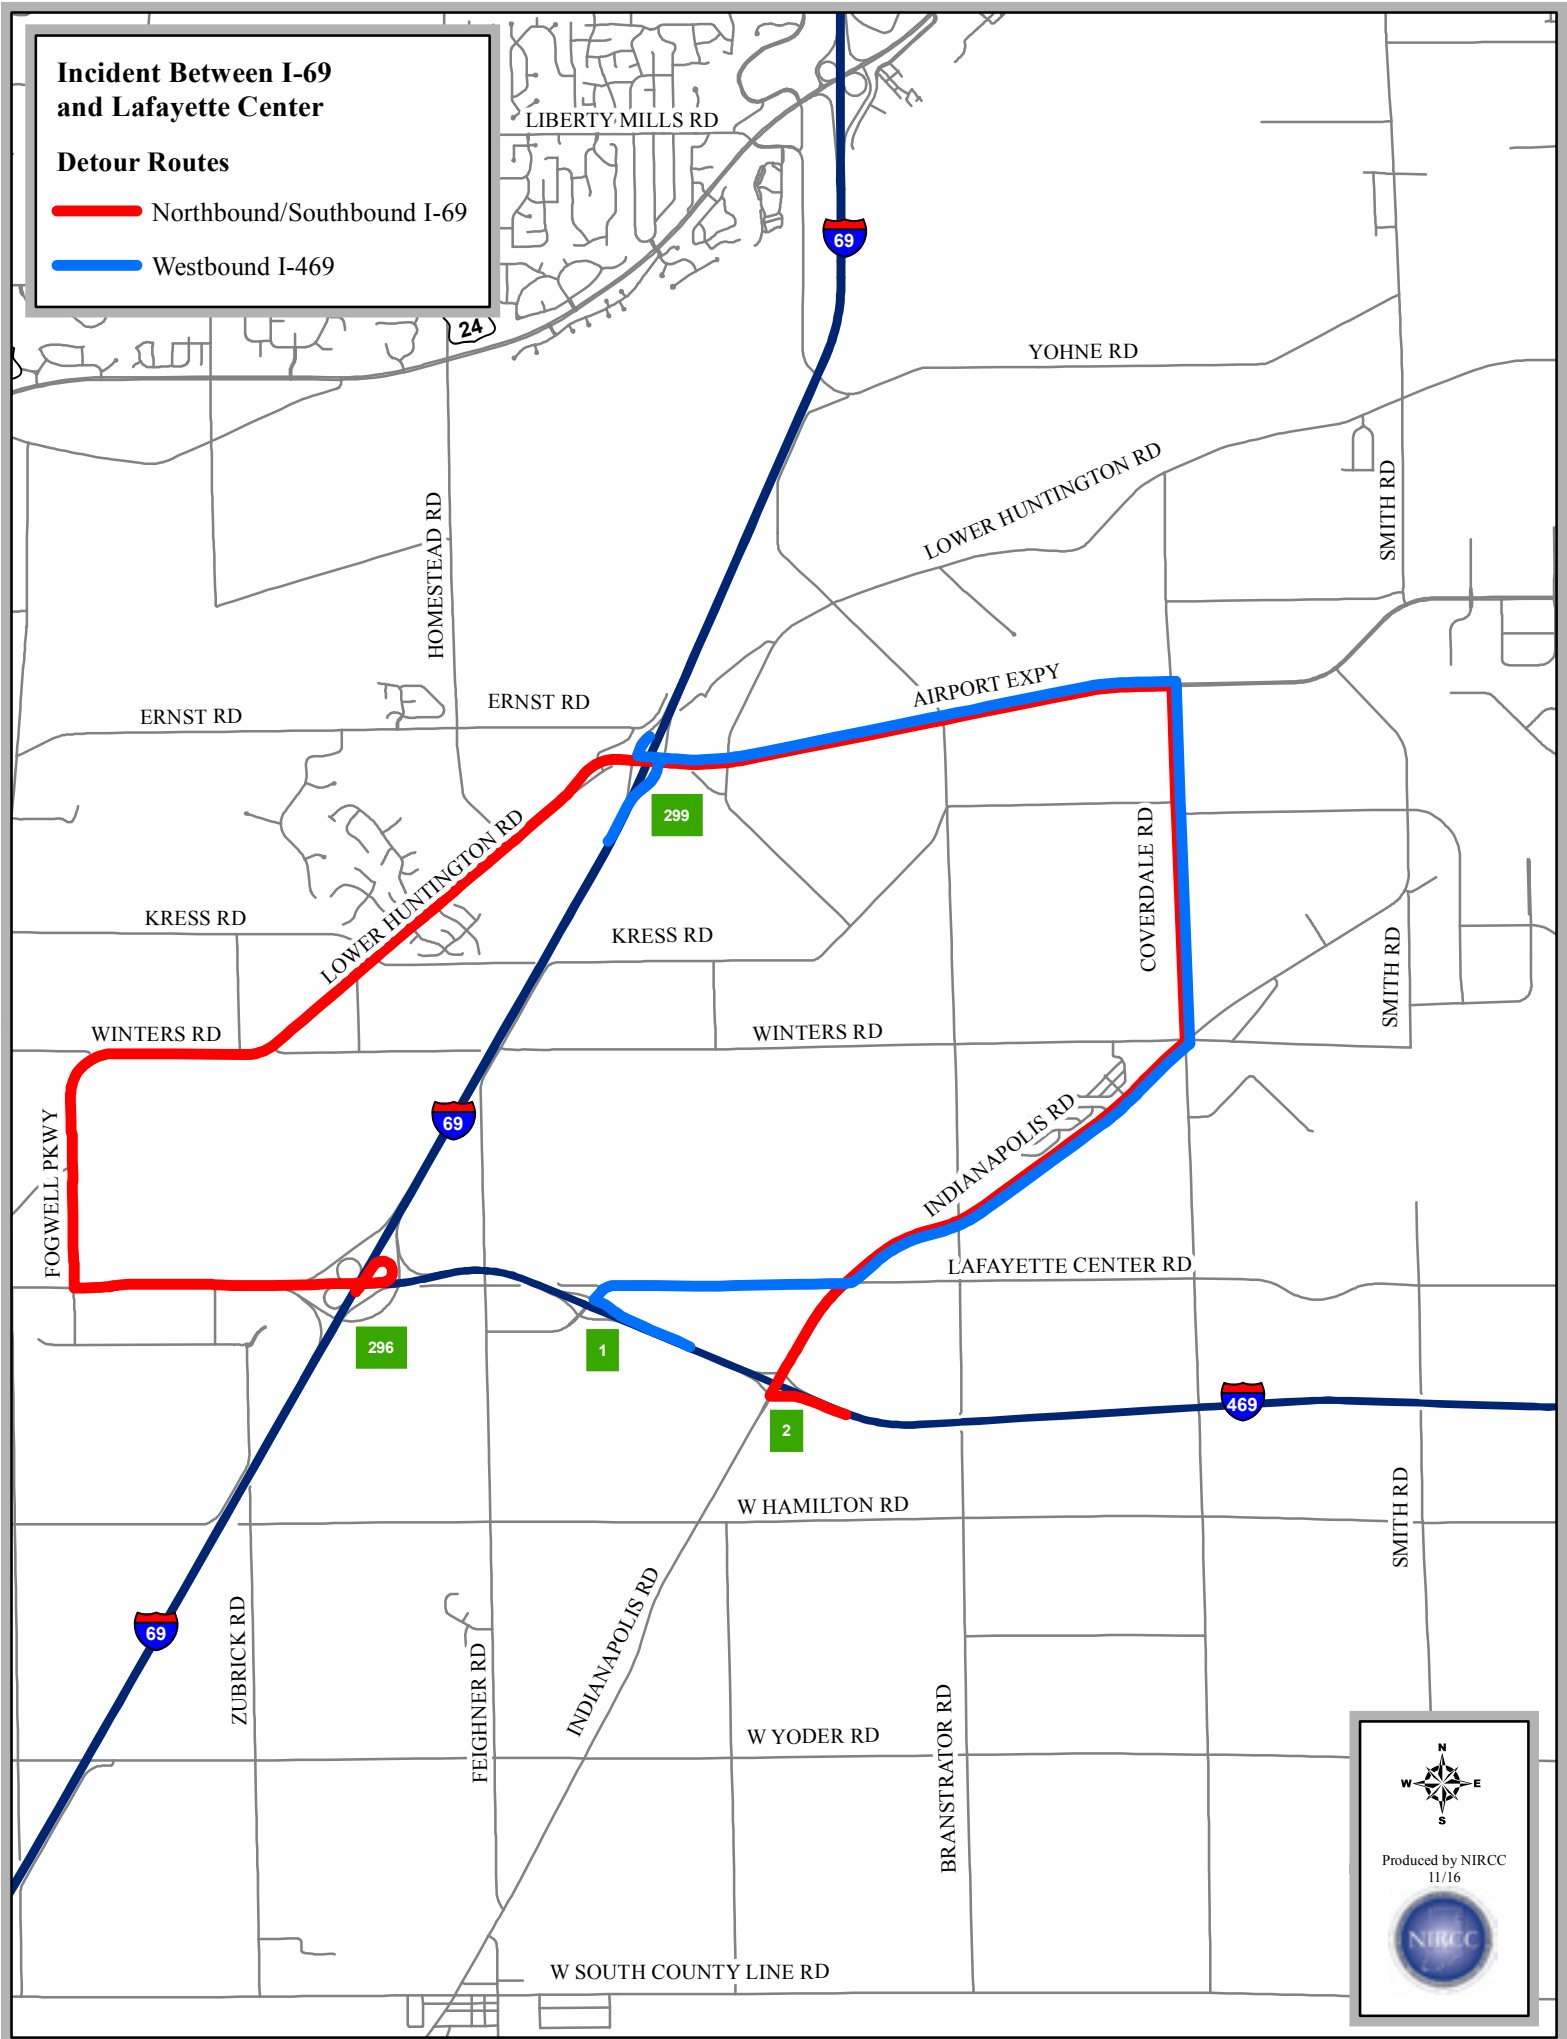 Incident Between I-69
and Lafayette Center
Detour Routes
Northbound/Southbound I-69
Westbound I-469
LIBERTY MILLS RD
69
24
YOHNE RD
LOWER HUNTINGTON RD
SMITH RD
HOMESTEAD RD
AIRPORT EXPY
ERNST RD
ERNST RD
299
COVERDALE RD
LOWER HUNTINGTON RD
KRESS RD
KRESS RD
SMITH RD
WINTERS RD
WINTERS RD
69
FOGWELL PKWY
INDIANAPOLIS RD
LAFAYETTE CENTER RD
296
1
469
2
W HAMILTON RD
SMITH RD
INDIANAPOLIS RD
69
ZUBRICK RD
FEIGHNER RD
BRANSTRATOR RD
W YODER RD
N
W E
S
Produced by NIRCC
11/16
NIRCC
W SOUTH COUNTY LINE RD